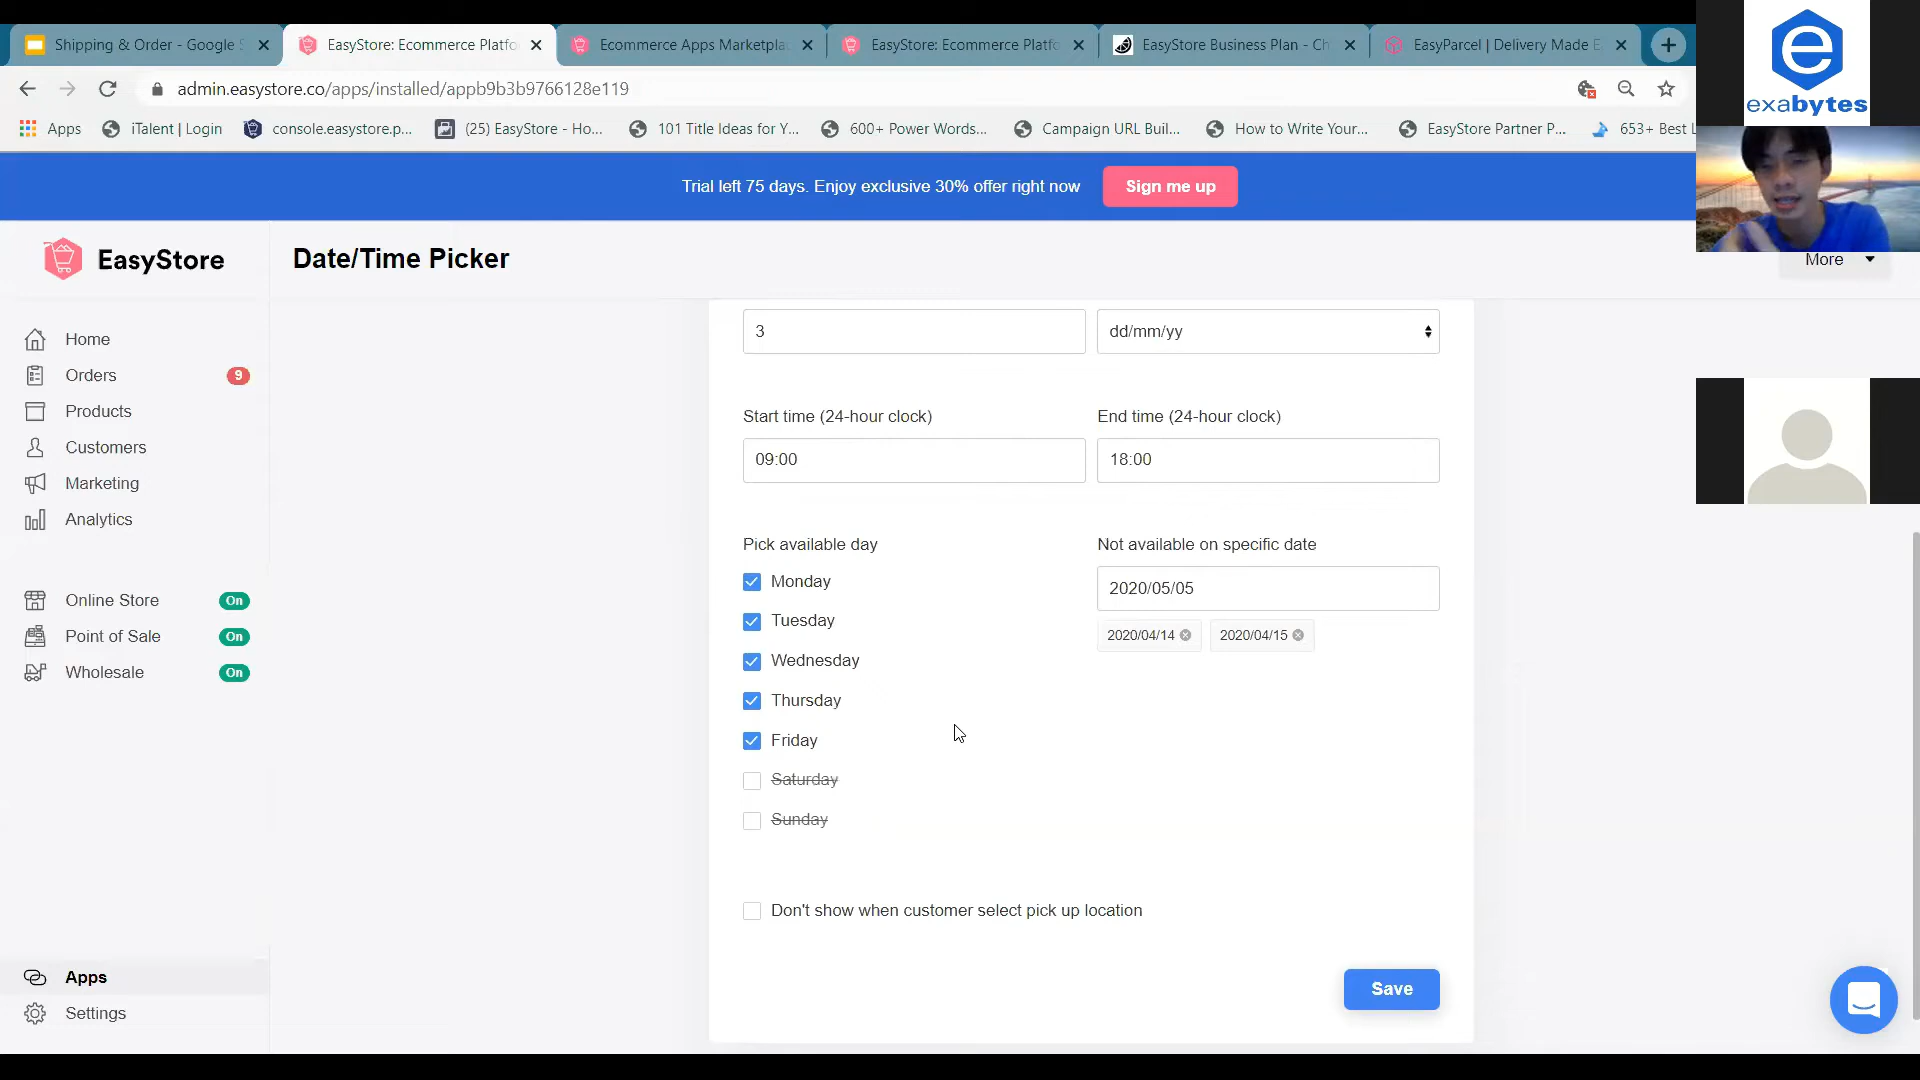 Shipping & Order - Google S
EasyStore: Ecommerce Platfo
Ecommerce Apps Marketpla
EasyStore: Ecommerce Platfo
EasyStore Business Plan - Ch
EasyParcel | Delivery Made E
admin.easystore.co/apps/installed/appb9b3b9766128e119
Apps
iTalent | Login
console.easystore.p...
(25) EasyStore - Ho...
101 Title Ideas for Y...
600+ Power Words...
Campaign URL Buil...
How to Write Your...
EasyStore Partner P...
653+ Best L
exabytes
Trial left 75 days. Enjoy exclusive 30% offer right now
Sign me up
EasyStore
Date/Time Picker
More
Home
Orders 9
Products
Customers
Marketing
Analytics
Online Store On
Point of Sale On
Wholesale On
Apps
Settings
3
dd/mm/yy
Start time (24-hour clock)
End time (24-hour clock)
09:00
18:00
Pick available day
Not available on specific date
Monday
2020/05/05
Tuesday
2020/04/14
2020/04/15
Wednesday
Thursday
Friday
Saturday
Sunday
Don't show when customer select pick up location
Save